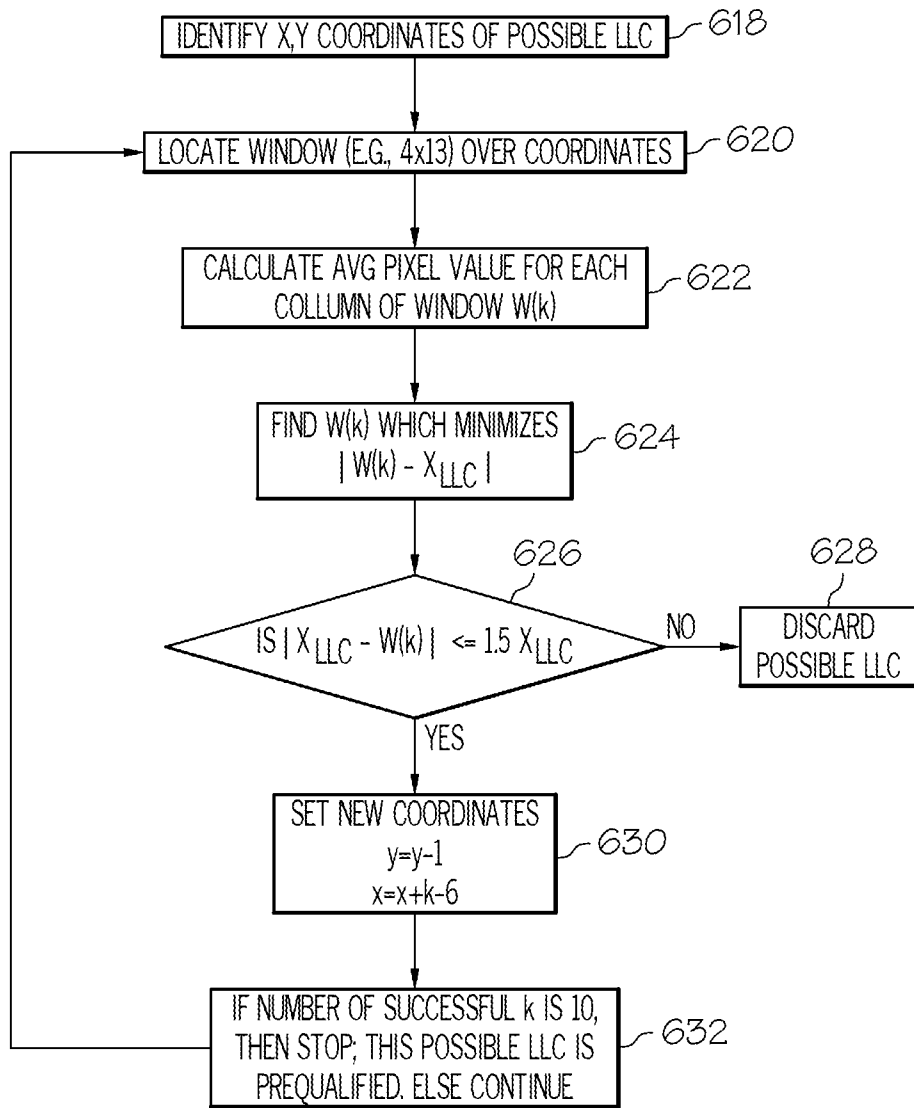 IDENTIFY X,Y COORDINATES OF POSSIBLE LLC
618
LOCATE WINDOW (E.G., 4x13) OVER COORDINATES
620
CALCULATE AVG PIXEL VALUE FOR EACH
COLLUMN OF WINDOW W(k)
622
FIND W(k) WHICH MINIMIZES
| W(k) - XLLC |
624
626
IS | XLLC - W(k) | <= 1.5 XLLC
NO
628
DISCARD
POSSIBLE LLC
YES
SET NEW COORDINATES
y=y-1
x=x+k-6
630
IF NUMBER OF SUCCESSFUL k IS 10,
THEN STOP; THIS POSSIBLE LLC IS
PREQUALIFIED. ELSE CONTINUE
632